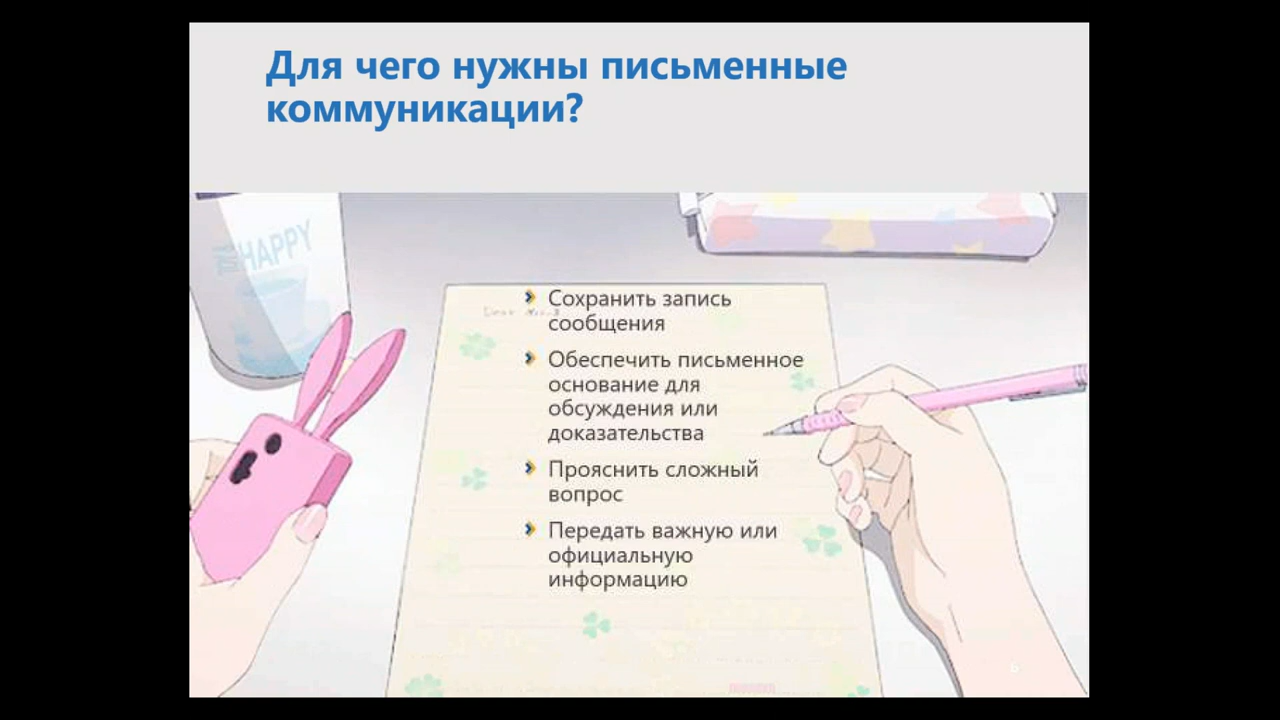 Для чего нужны письменные
коммуникации?
HAPPY
Сохранить запись
сообщения
Обеспечить письменное
основание для
обсуждения или
доказательства
Прояснить сложный
вопрос
Передать важную или
официальную
информацию
6